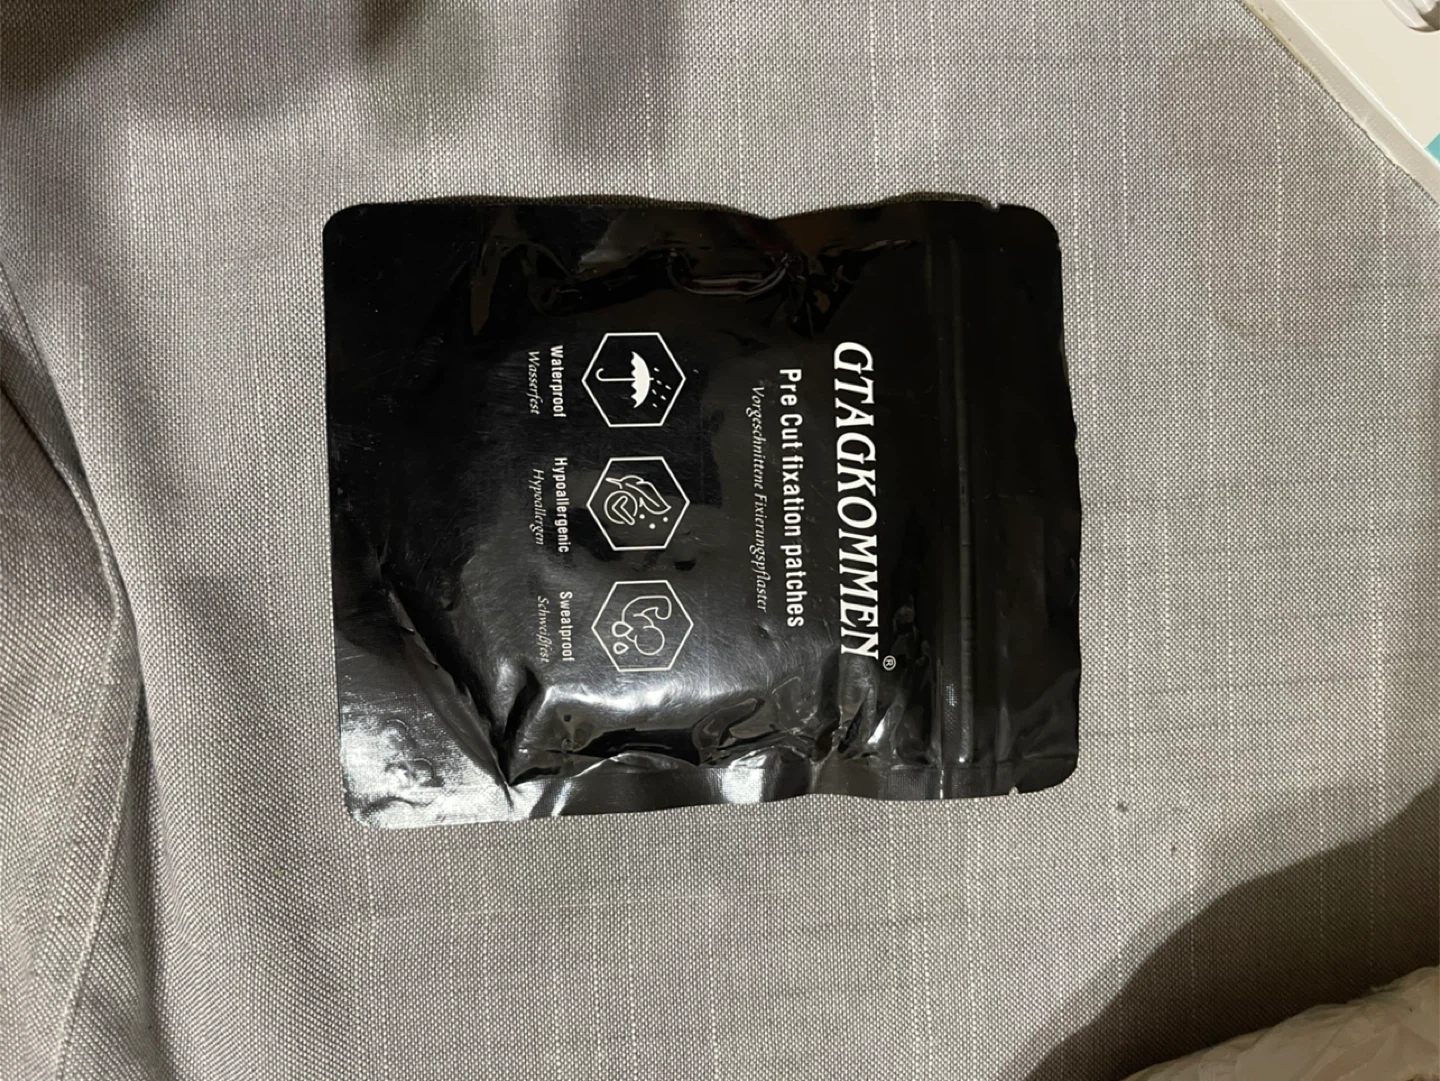 GTAGKOMMEN®
Pre Cut fixation patches
Vorgeschnittene Fixierungspflaster
Waterproof
Wasserfest
Hypoallergenic
Hypoallergen
Sweatproof
Schweißfest